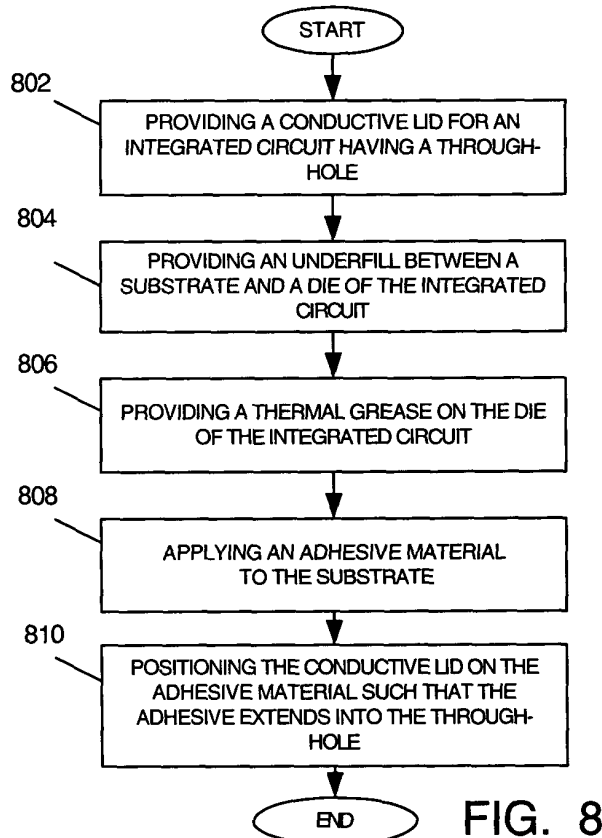 START
802
PROVIDING A CONDUCTIVE LID FOR AN
INTEGRATED CIRCUIT HAVING A THROUGH-
HOLE
804
PROVIDING AN UNDERFILL BETWEEN A
SUBSTRATE AND A DIE OF THE INTEGRATED
CIRCUIT
806
PROVIDING A THERMAL GREASE ON THE DIE
OF THE INTEGRATED CIRCUIT
808
APPLYING AN ADHESIVE MATERIAL
TO THE SUBSTRATE
810
POSITIONING THE CONDUCTIVE LID ON THE
ADHESIVE MATERIAL SUCH THAT THE
ADHESIVE EXTENDS INTO THE THROUGH-
HOLE
END
FIG. 8